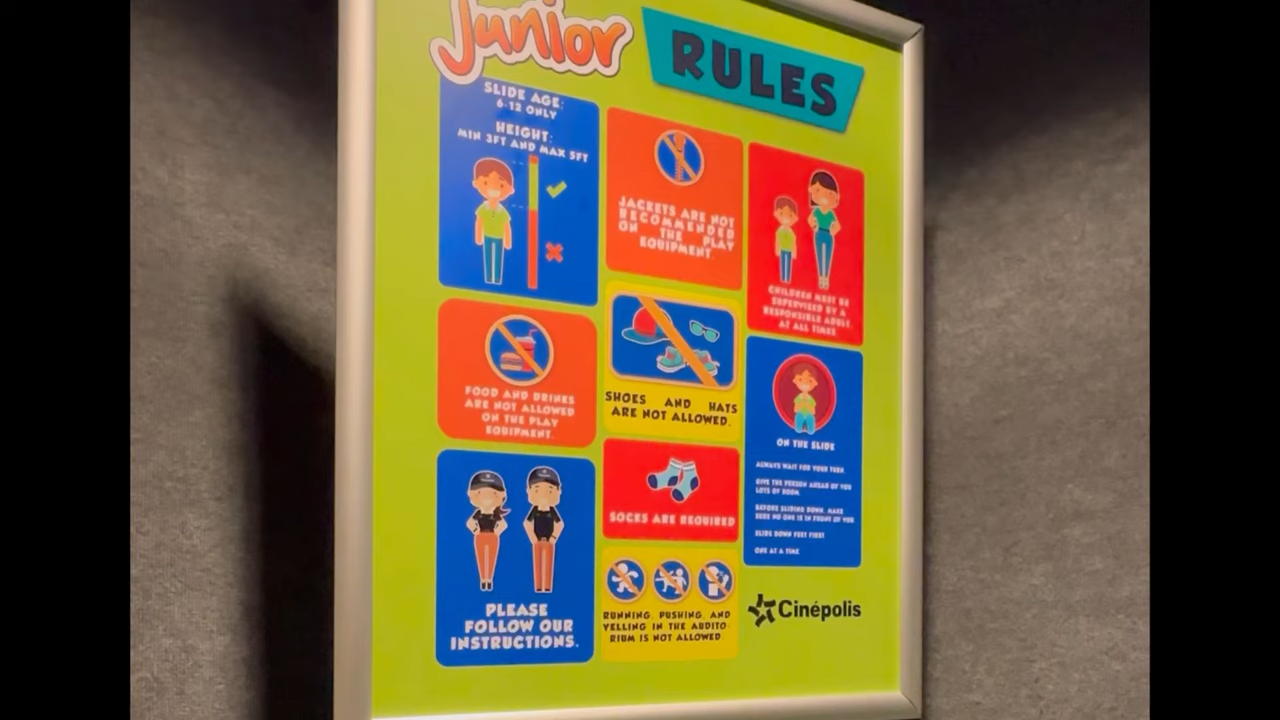 Junior
RULES
SLIDE AGE:
6-12 ONLY
HEIGHT:
MIN 3FT AND MAX 5FT
JACKETS ARE NOT
RECOMMENDED
ON THE PLAY
EQUIPMENT.
CHILDREN MUST BE
SUPERVISED BY A
RESPONSIBLE ADULT,
AT ALL TIMES
FOOD AND DRINKS
ARE NOT ALLOWED
ON THE PLAY
EQUIPMENT.
SHOES AND HATS
ARE NOT ALLOWED.
ON THE SLIDE
ALWAYS WAIT FOR YOUR TURN
GIVE THE PERSON AHEAD OF YOU
LOTS OF ROOM
BEFORE SLIDING DOWN, MAKE
SURE NO ONE IS IN FRONT OF YOU
SLIDE DOWN FEET FIRST
ONE AT A TIME
PLEASE
FOLLOW OUR
INSTRUCTIONS.
SOCKS ARE REQUIRED
RUNNING, PUSHING, AND
YELLING IN THE AUDITO-
RIUM IS NOT ALLOWED
Cinépolis